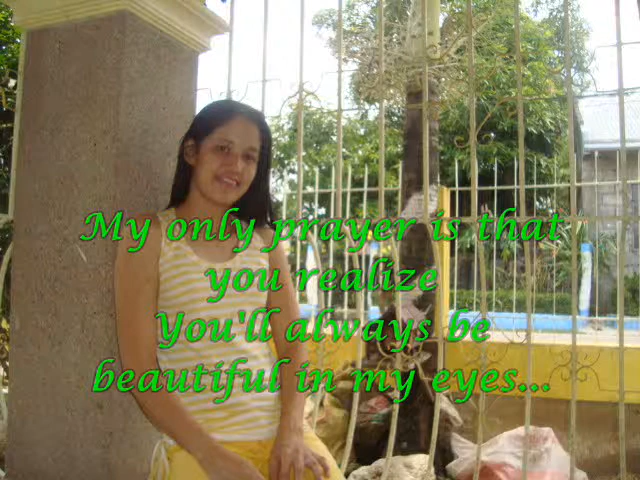 My only prayer is that
you realize
You'll always be
beautiful in my eyes...